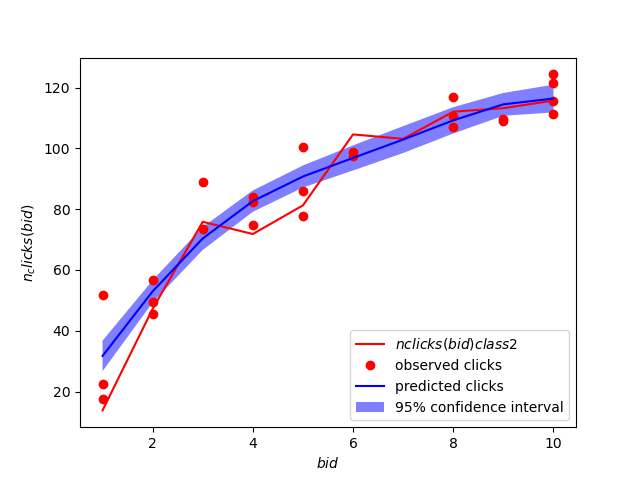 120
100
80
60
40
20
n_clicks(bid)
2
4
6
8
10
bid
nclicks(bid)class2
observed clicks
predicted clicks
95% confidence interval